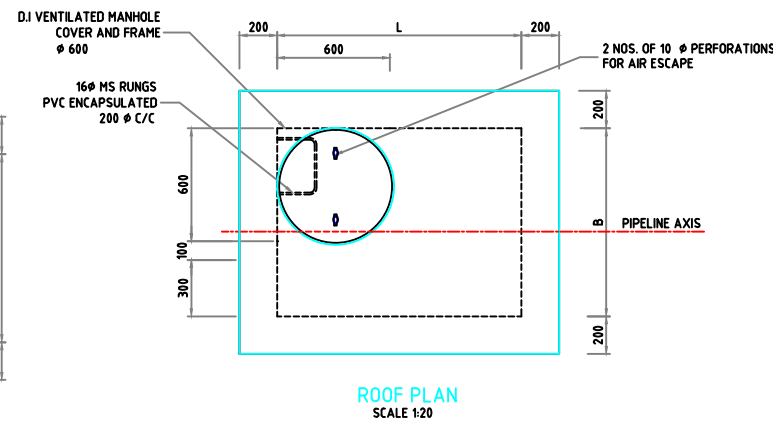 D.I VENTILATED MANHOLE
COVER AND FRAME
Ø 600
200
L
200
600
2 NOS. OF 10 Ø PERFORATIONS
FOR AIR ESCAPE
16Ø MS RUNGS
PVC ENCAPSULATED
200 Ø C/C
200
600
B
PIPELINE AXIS
100
300
200
ROOF PLAN
SCALE 1:20